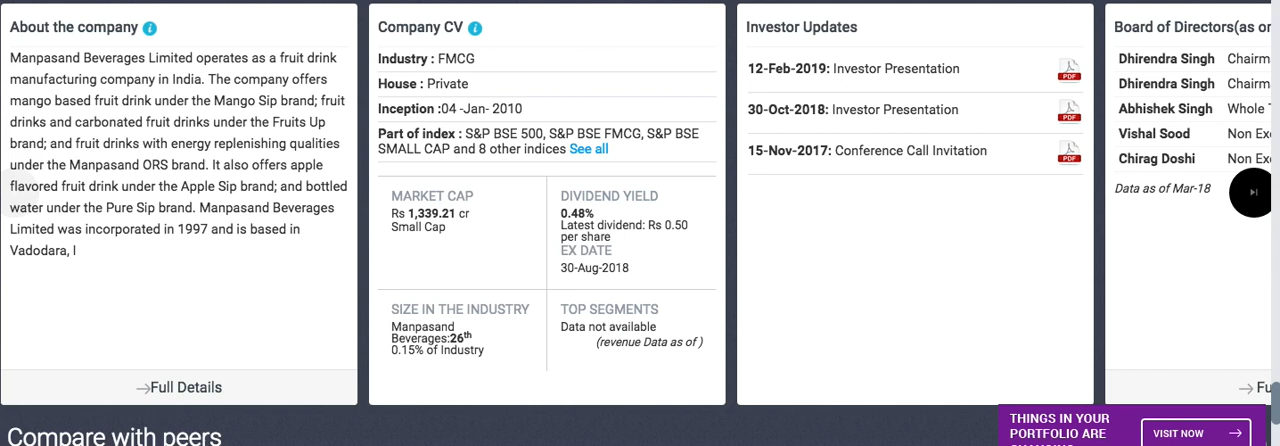 About the company
Manpasand Beverages Limited operates as a fruit drink
manufacturing company in India. The company offers
mango based fruit drink under the Mango Sip brand; fruit
drinks and carbonated fruit drinks under the Fruits Up
brand; and fruit drinks with energy replenishing qualities
under the Manpasand ORS brand. It also offers apple
flavored fruit drink under the Apple Sip brand; and bottled
water under the Pure Sip brand. Manpasand Beverages
Limited was incorporated in 1997 and is based in
Vadodara, I
Full Details
Company CV
Industry : FMCG
House : Private
Inception :04 -Jan- 2010
Part of index : S&P BSE 500, S&P BSE FMCG, S&P BSE
SMALL CAP and 8 other indices See all
MARKET CAP
Rs 1,339.21 cr
Small Cap
DIVIDEND YIELD
0.48%
Latest dividend: Rs 0.50
per share
EX DATE
30-Aug-2018
SIZE IN THE INDUSTRY
Manpasand
Beverages:26th
0.15% of Industry
TOP SEGMENTS
Data not available
(revenue Data as of )
Investor Updates
12-Feb-2019: Investor Presentation
PDF
30-Oct-2018: Investor Presentation
PDF
15-Nov-2017: Conference Call Invitation
PDF
Board of Directors(as
Dhirendra Singh Chairm
Dhirendra Singh Chairm
Abhishek Singh Whole
Vishal Sood Non Ex
Chirag Doshi Non Ex
Data as of Mar-18
Fu
Compare with peers
THINGS IN YOUR
PORTFOLIO ARE
VISIT NOW